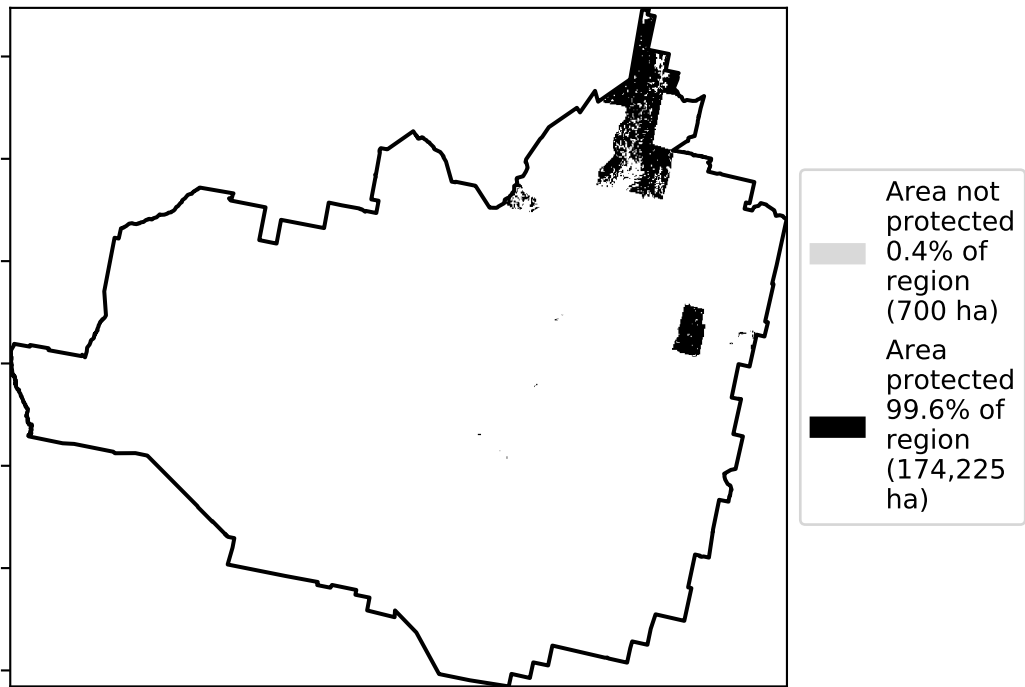 Area not
protected
0.4% of
region
(700 ha)
Area
protected
99.6% of
region
(174,225
ha)